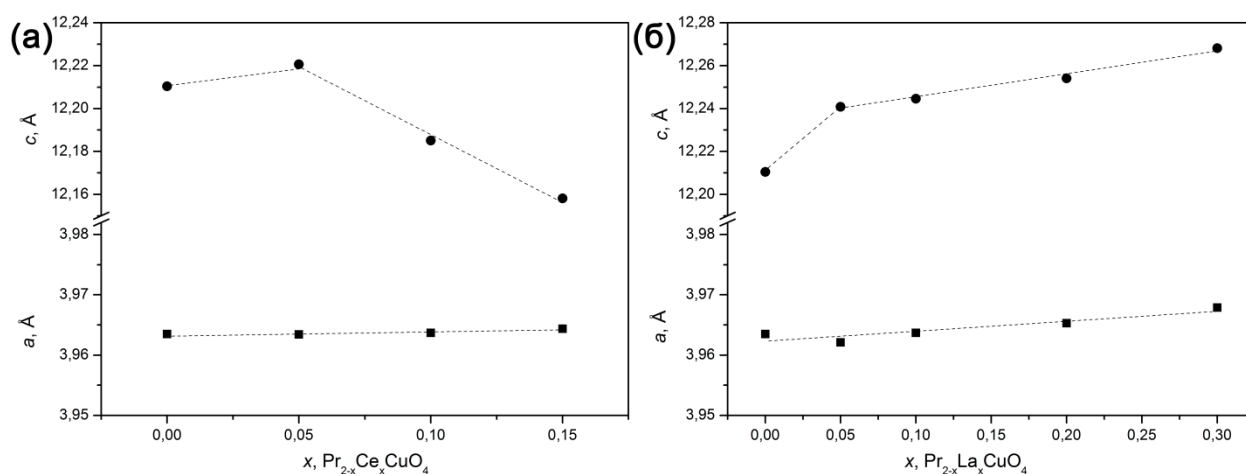 (а)
12,24
12,22
12,20
12,18
12,16
3,98
3,97
3,96
3,95
c, Å
a, Å
0,00 0,05 0,10 0,15
x, Pr2-xCexCuO4
(б)
12,28
12,26
12,24
12,22
12,21
12,20
3,98
3,97
3,96
3,95
c, Å
a, Å
0,00 0,05 0,10 0,15 0,20 0,25 0,30
x, Pr2-xLaxCuO4